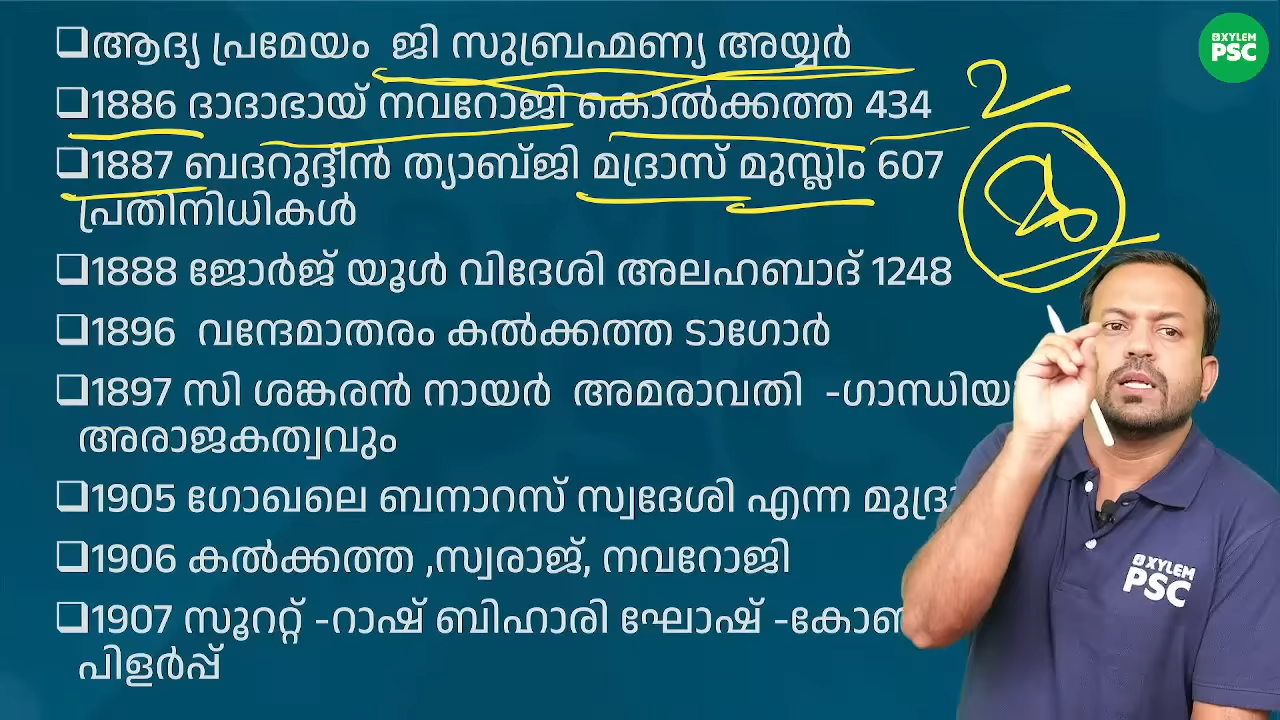 ❑ആദ്യ പ്രമേയം ജി സുബ്രഹ്മണ്യ അയ്യർ
❑1886 ദാദാഭായ് നവറോജി കൊൽക്കത്ത 434
2
❑1887 ബദറുദ്ദീൻ ത്യാബ്ജി മദ്രാസ് മുസ്ലിം 607
പ്രതിനിധികൾ
❑1888 ജോർജ് യൂൾ വിദേശി അലഹബാദ് 1248
❑1896 വന്ദേമാതരം കൽക്കത്ത ടാഗോർ
❑1897 സി ശങ്കരൻ നായർ അമരാവതി -ഗാന്ധിയ
അരാജകത്വവും
❑1905 ഗോഖലെ ബനാറസ് സ്വദേശി എന്ന
❑1906 കൽക്കത്ത ,സ്വരാജ്, നവറോജി
❑1907 സൂററ്റ് -റാഷ് ബിഹാരി ഘോഷ്
പിളർപ്പ്
XYLEM
PSC
XYLEM
PSC